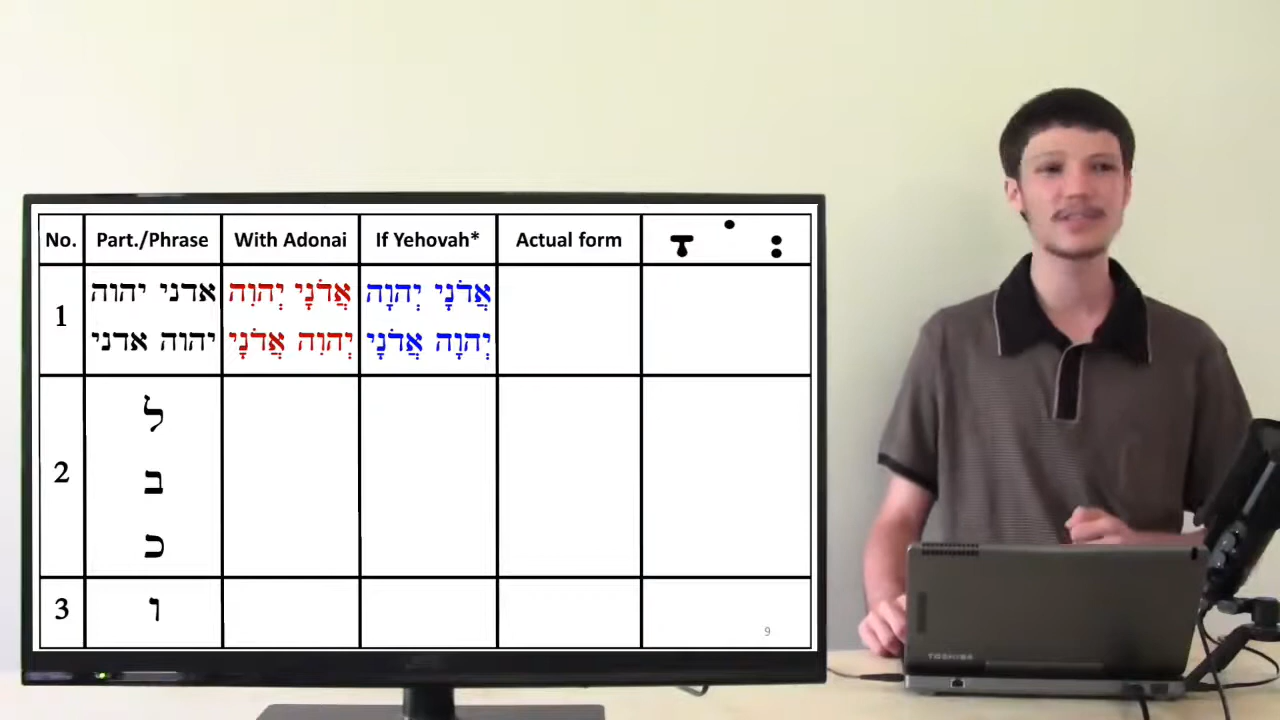 No. Part./Phrase With Adonai If Yehovah* Actual form ָ ֹ ְ
1
אדני יהוה אֲדֹנָי יְהוִה אֲדֹנָי יְהוָה
יהוה אדני יְהוִה אֲדֹנָי יְהוָה אֲדֹנָי
2
ל
ב
כ
3 ו
9
TOSHIBA